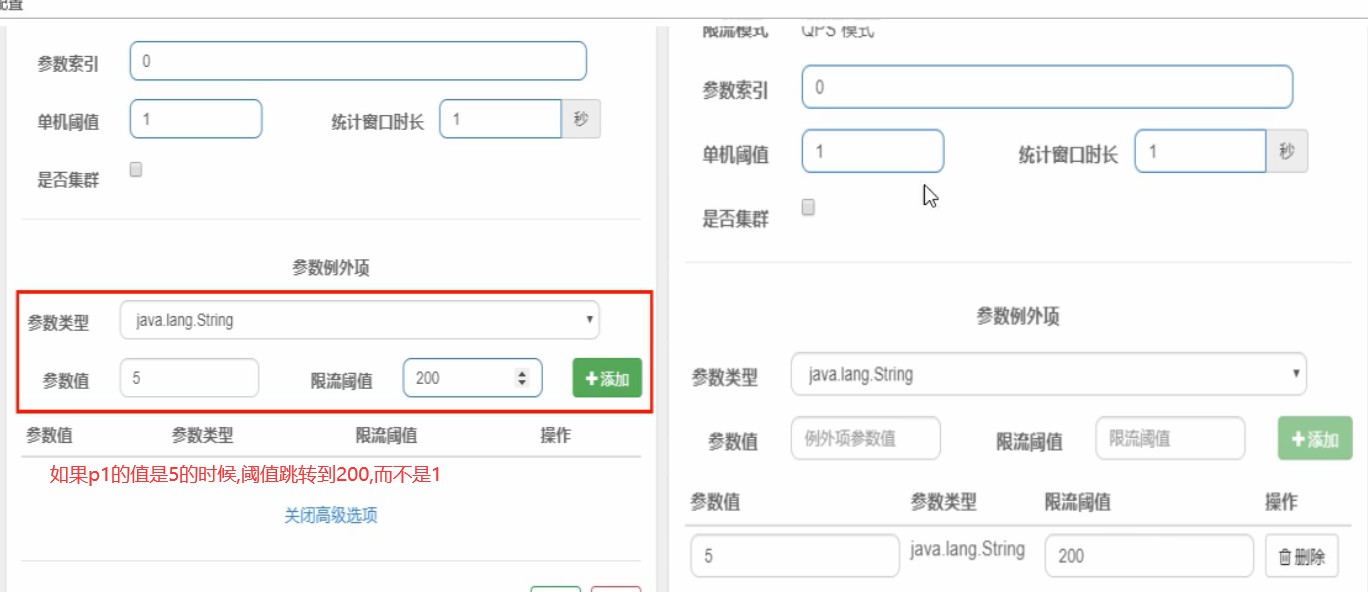 配置
参数索引 0
单机阈值 1 统计窗口时长 1 秒
是否集群
参数例外项
参数类型 java.lang.String
参数值 5 限流阈值 200 添加
参数值 参数类型 限流阈值 操作
如果p1的值是5的时候,阈值跳转到200,而不是1
关闭高级选项
限流模式 QPS 模式
参数索引 0
单机阈值 1 统计窗口时长 1 秒
是否集群
参数例外项
参数类型 java.lang.String
参数值 例外项参数值 限流阈值 限流阈值 添加
参数值 参数类型 限流阈值 操作
5 java.lang.String 200 删除